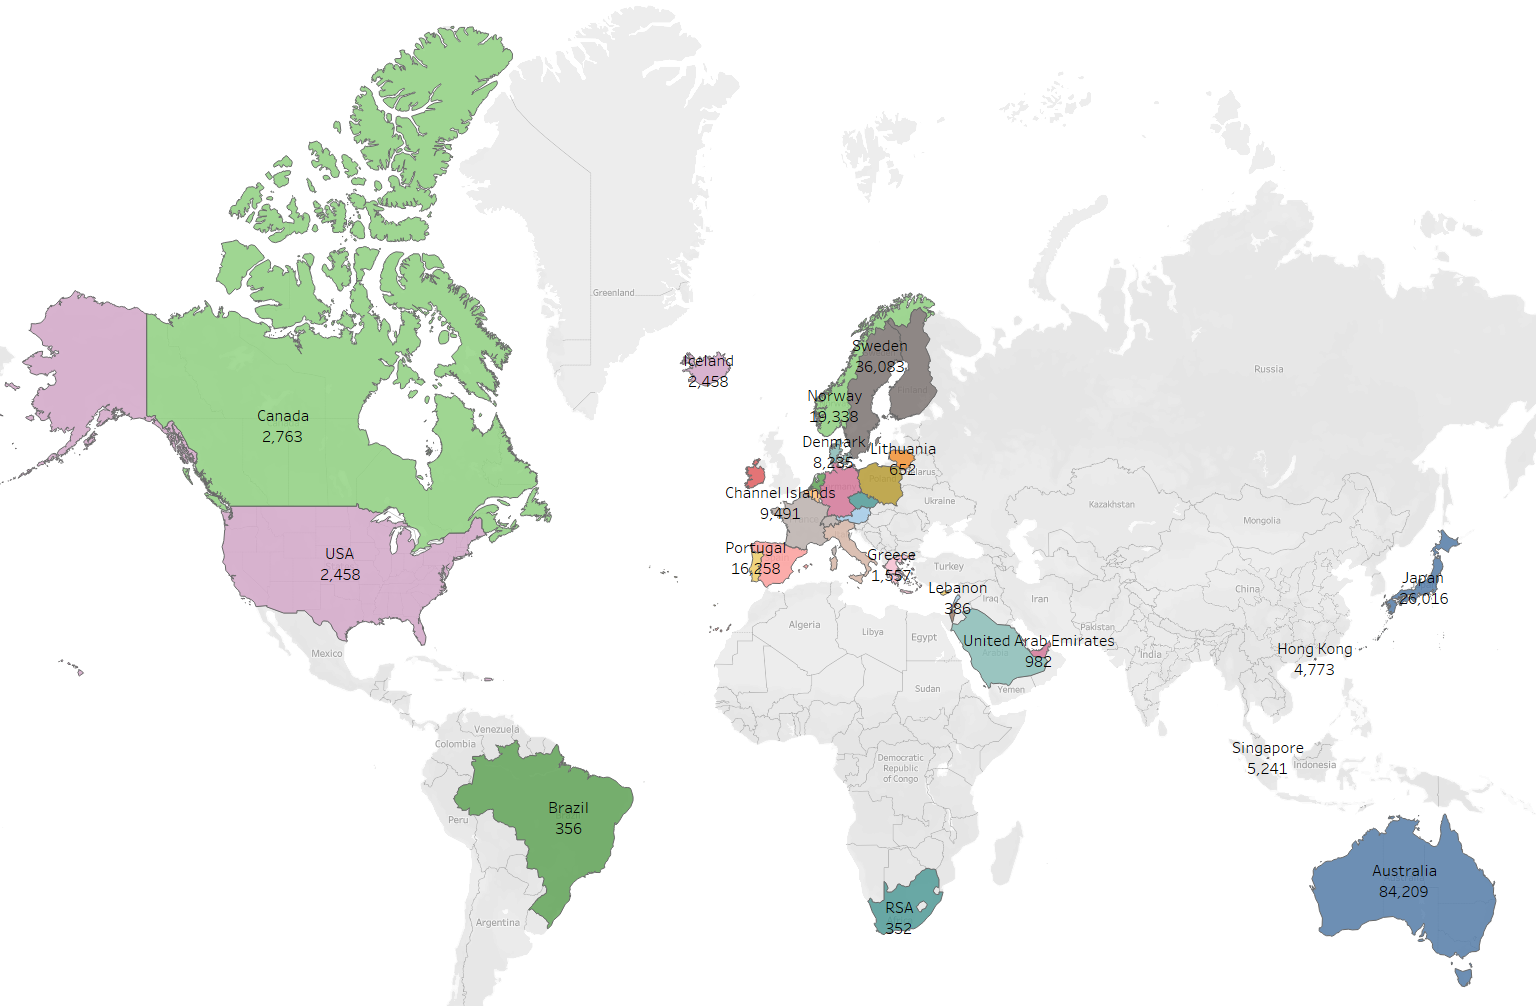 Greenland
Russia
Sweden
36,083
Iceland
2,458
Finland
Norway
19,338
Canada
2,763
Denmark
8,235
Lithuania
652
Belarus
Poland
Channel Islands
9,491
Ukraine
Kazakhstan
Mongolia
Portugal
16,258
Greece
1,557
Turkey
USA
2,458
Lebanon
386
Iraq
Iran
China
Japan
26,016
Algeria
Libya
Egypt
Pakistan
United Arab Emirates
982
Hong Kong
4,773
India
Mexico
Sudan
Yemen
Venezuela
Colombia
Singapore
5,241
Indonesia
Democratic
Republic
of Congo
Brazil
356
Peru
Australia
84,209
RSA
352
Argentina